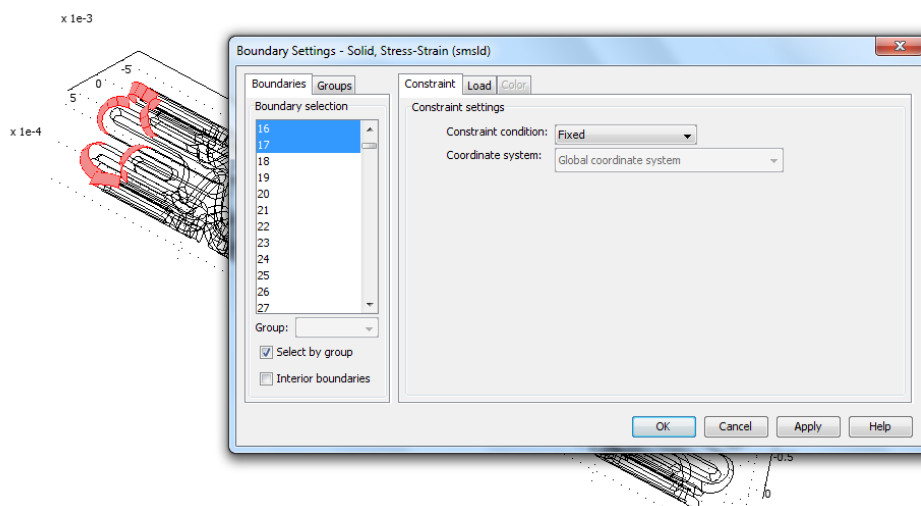 x 1e-3
Boundary Settings - Solid, Stress-Strain (smsld)
-5
0
5
x 1e-4
Boundaries Groups
Constraint Load Color
Boundary selection
Constraint settings
16
17
18
19
20
21
22
23
24
25
26
27
Constraint condition: Fixed
Coordinate system: Global coordinate system
Group:
Select by group
Interior boundaries
OK Cancel Apply Help
-0.5
0